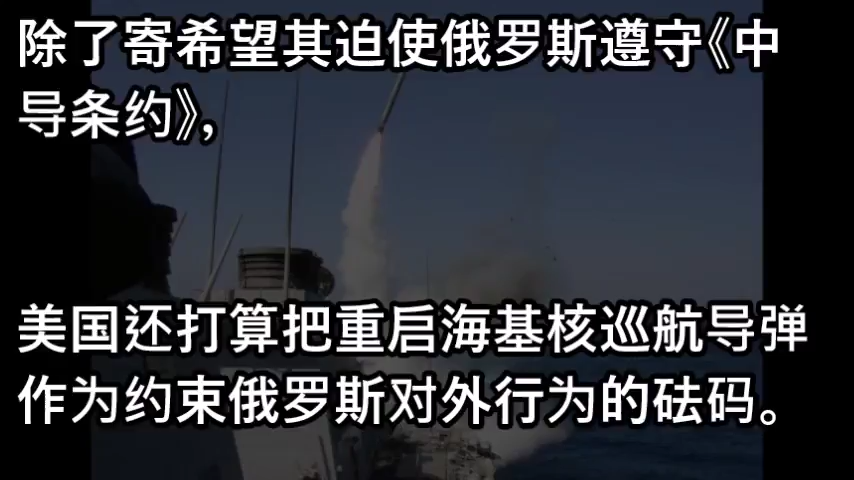 除了寄希望其迫使俄罗斯遵守《中
导条约》,
美国还打算把重启海基核巡航导弹
作为约束俄罗斯对外行为的砝码。